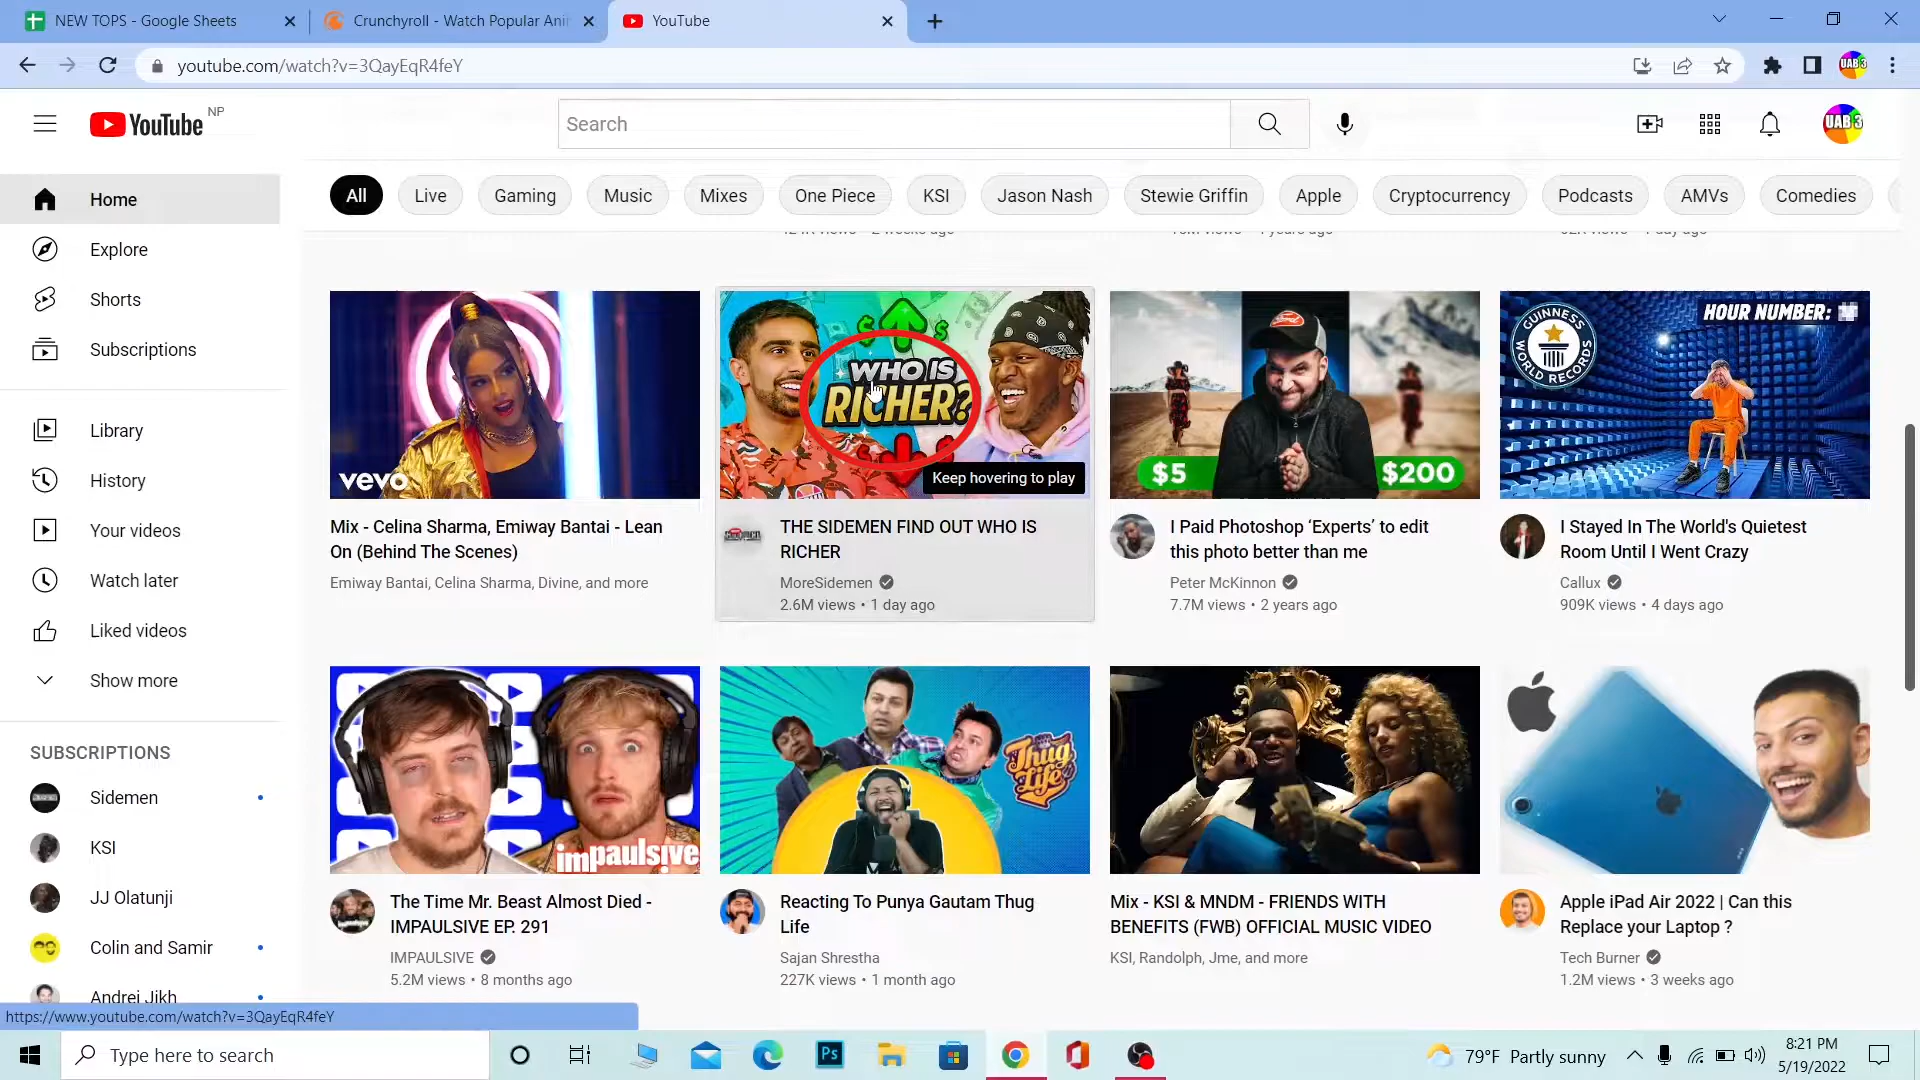 NEW TOPS - Google Sheets
Crunchyroll - Watch Popular Ani
YouTube
youtube.com/watch?v=3QayEqR4feY
UAB 3
YouTube NP
Search
UAB 3
All
Live
Gaming
Music
Mixes
One Piece
KSI
Jason Nash
Stewie Griffin
Apple
Cryptocurrency
Podcasts
AMVs
Comedies
Home
Explore
Shorts
Subscriptions
Library
History
Your videos
Watch later
Liked videos
Show more
SUBSCRIPTIONS
Sidemen
KSI
JJ Olatunji
Colin and Samir
Andrei Jikh
vevo
Mix - Celina Sharma, Emiway Bantai - Lean
On (Behind The Scenes)
Emiway Bantai, Celina Sharma, Divine, and more
WHO IS
RICHER?
Keep hovering to play
THE SIDEMEN FIND OUT WHO IS
RICHER
MoreSidemen
2.6M views • 1 day ago
$5
$200
I Paid Photoshop ‘Experts’ to edit
this photo better than me
Peter McKinnon
7.7M views • 2 years ago
GUINNESS
WORLD RECORDS
HOUR NUMBER:
I Stayed In The World's Quietest
Room Until I Went Crazy
Callux
909K views • 4 days ago
impaulsive
The Time Mr. Beast Almost Died -
IMPAULSIVE EP. 291
IMPAULSIVE
5.2M views • 8 months ago
Thug
Life
Reacting To Punya Gautam Thug
Life
Sajan Shrestha
227K views • 1 month ago
Mix - KSI & MNDM - FRIENDS WITH
BENEFITS (FWB) OFFICIAL MUSIC VIDEO
KSI, Randolph, Jme, and more
Apple iPad Air 2022 | Can this
Replace your Laptop ?
Tech Burner
1.2M views • 3 weeks ago
https://www.youtube.com/watch?v=3QayEqR4feY
Type here to search
Ps
79°F Partly sunny
8:21 PM
5/19/2022